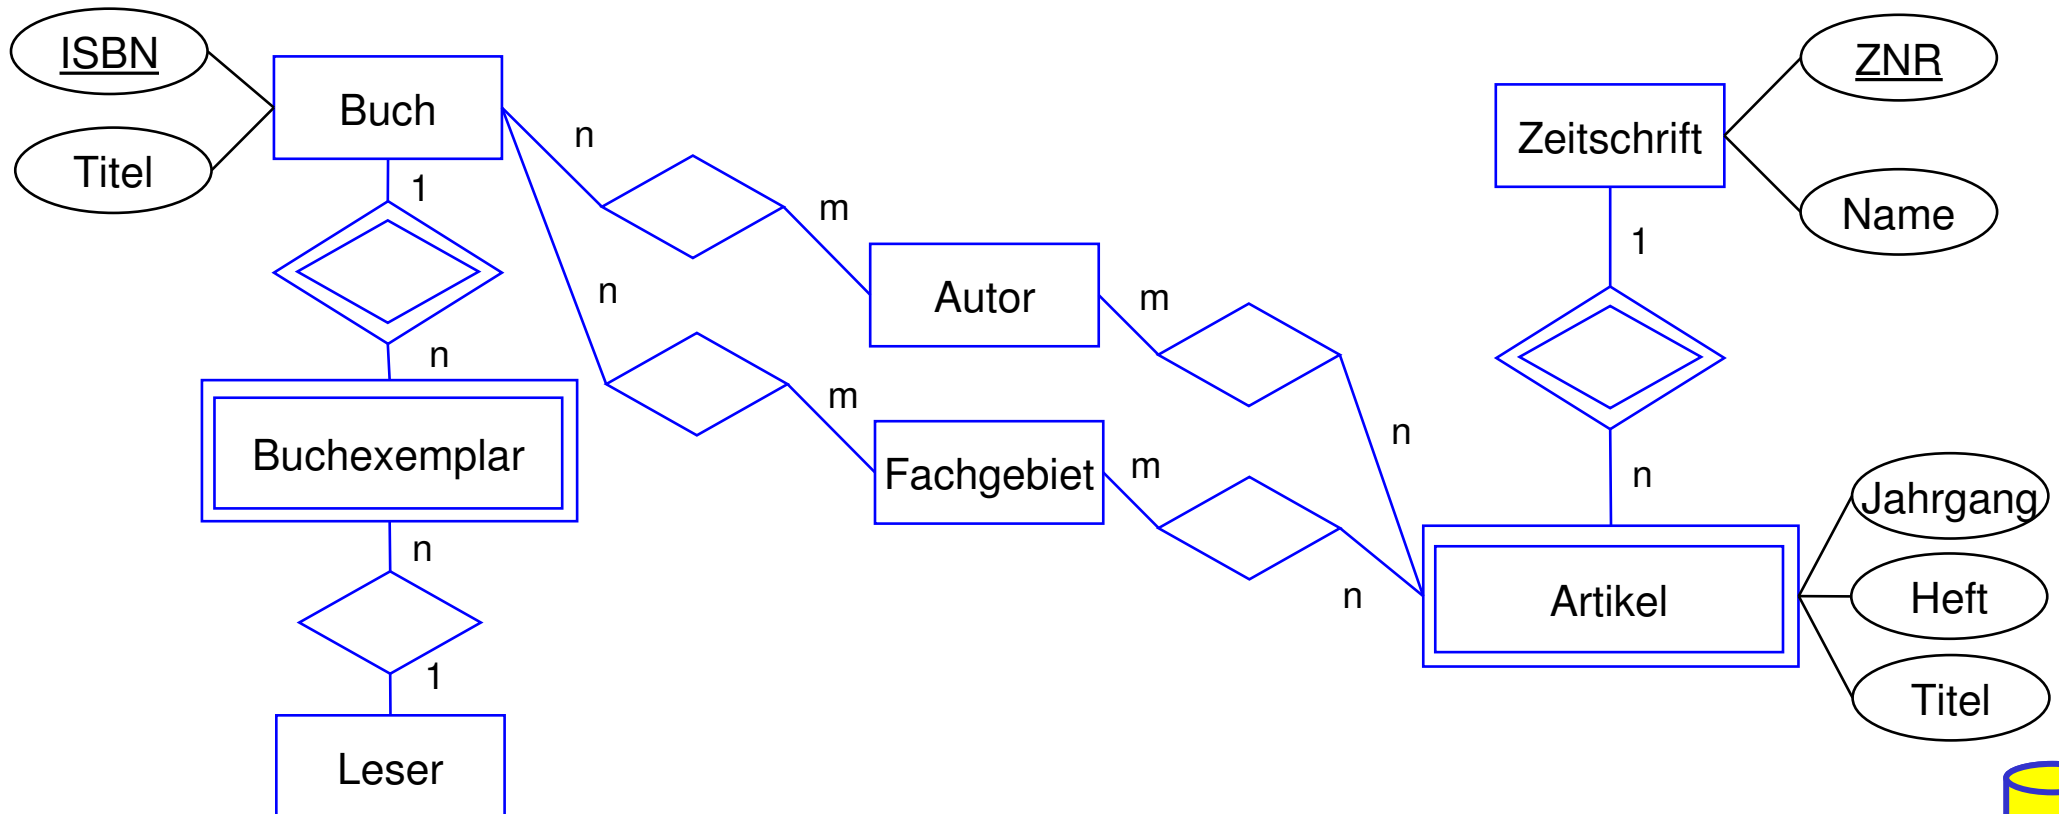 ISBN
Buch
Titel
ZNR
Zeitschrift
Name
n
1
m
1
n
Autor
m
n
m
n
Buchexemplar
Fachgebiet
m
n
n
Jahrgang
n
n
Artikel
Heft
1
Titel
Leser